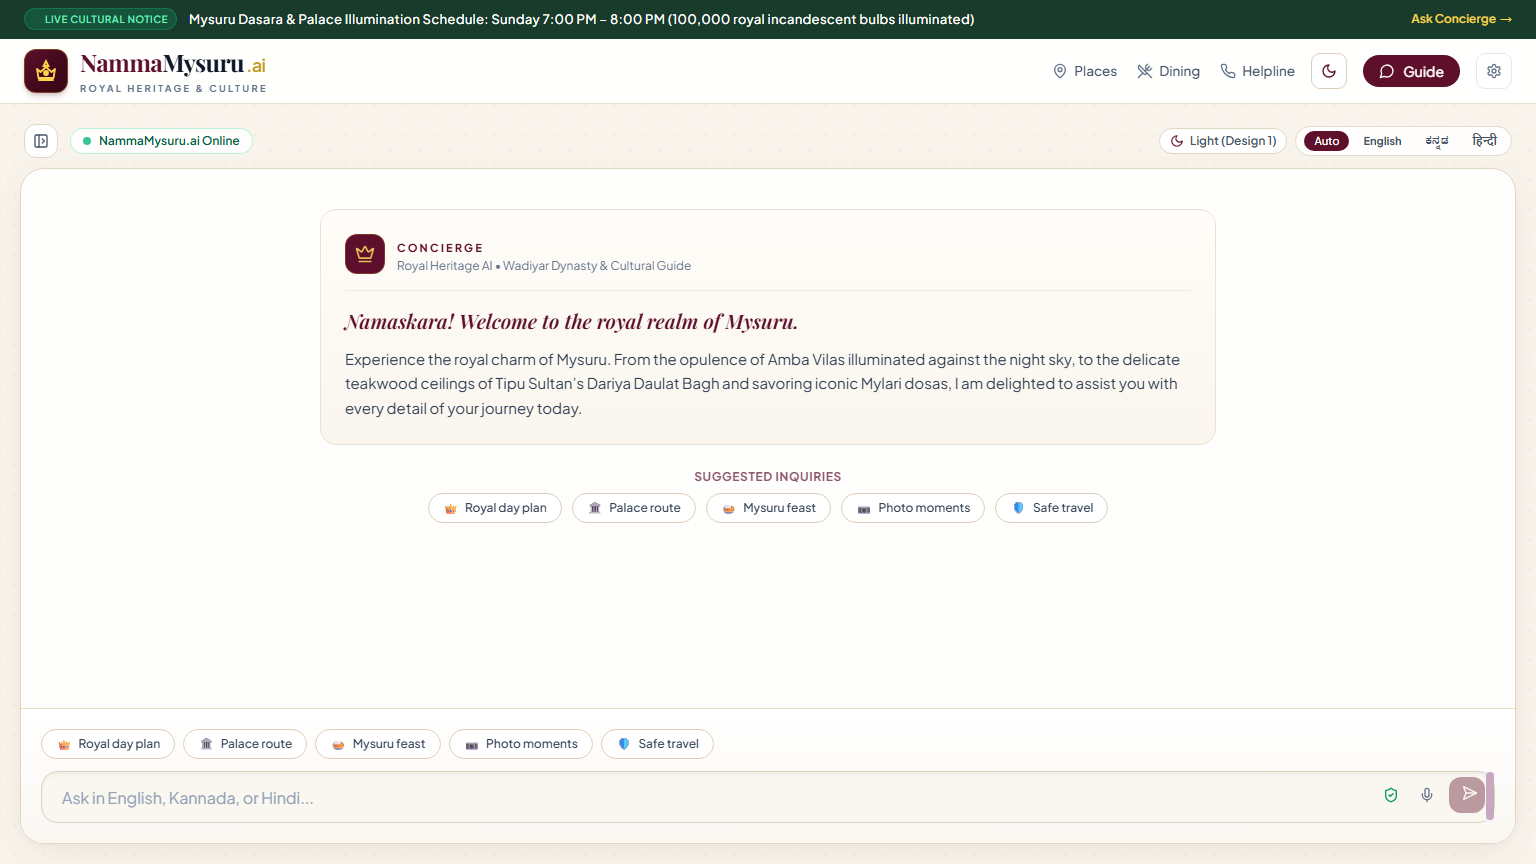 LIVE CULTURAL NOTICE Mysuru Dasara & Palace Illumination Schedule: Sunday 7:00 PM – 8:00 PM (100,000 royal incandescent bulbs illuminated) Ask Concierge →
NammaMysuru.ai
ROYAL HERITAGE & CULTURE
Places Dining Helpline Guide
NammaMysuru.ai Online Light (Design 1) Auto English ಕನ್ನಡ हिन्दी
CONCIERGE
Royal Heritage AI • Wadiyar Dynasty & Cultural Guide
Namaskara! Welcome to the royal realm of Mysuru.
Experience the royal charm of Mysuru. From the opulence of Amba Vilas illuminated against the night sky, to the delicate
teakwood ceilings of Tipu Sultan's Dariya Daulat Bagh and savoring iconic Mylari dosas, I am delighted to assist you with
every detail of your journey today.
SUGGESTED INQUIRIES
Royal day plan Palace route Mysuru feast Photo moments Safe travel
Royal day plan Palace route Mysuru feast Photo moments Safe travel
Ask in English, Kannada, or Hindi...